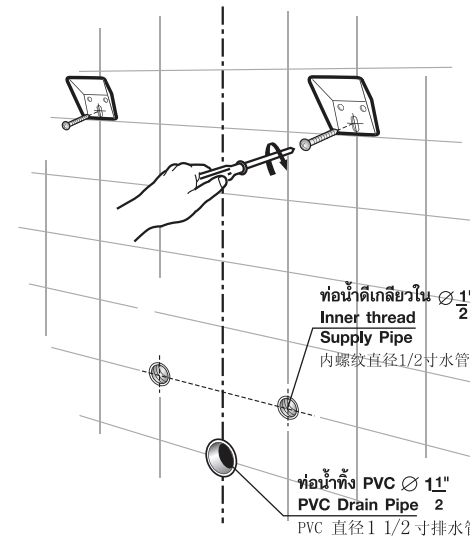 ท่อน้ำดีเกลียวใน ∅ 1"/2
Inner thread
Supply Pipe
内螺纹直径1/2寸水管
ท่อน้ำทิ้ง PVC ∅ 1 1"/2
PVC Drain Pipe
PVC 直径1 1/2寸排水管